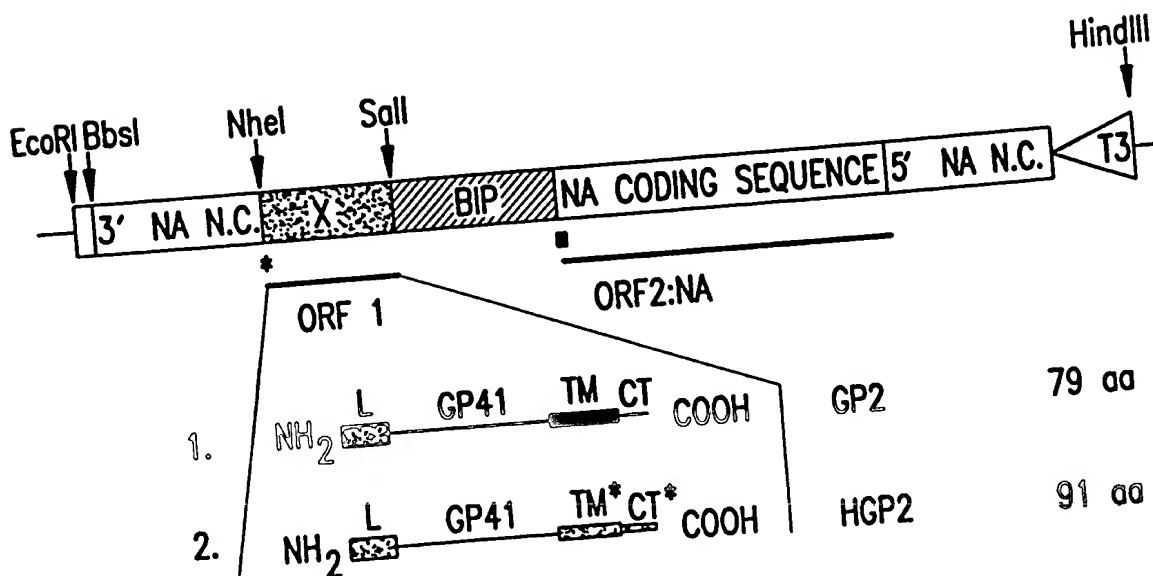 HindIII
EcoRI BbsI NheI SalI
3' NA N.C. X BIP NA CODING SEQUENCE 5' NA N.C. T3
* ■
ORF 1 ORF2:NA
L GP41 TM CT
1. NH2 COOH GP2 79 aa
L GP41 TM* CT*
2. NH2 COOH HGP2 91 aa